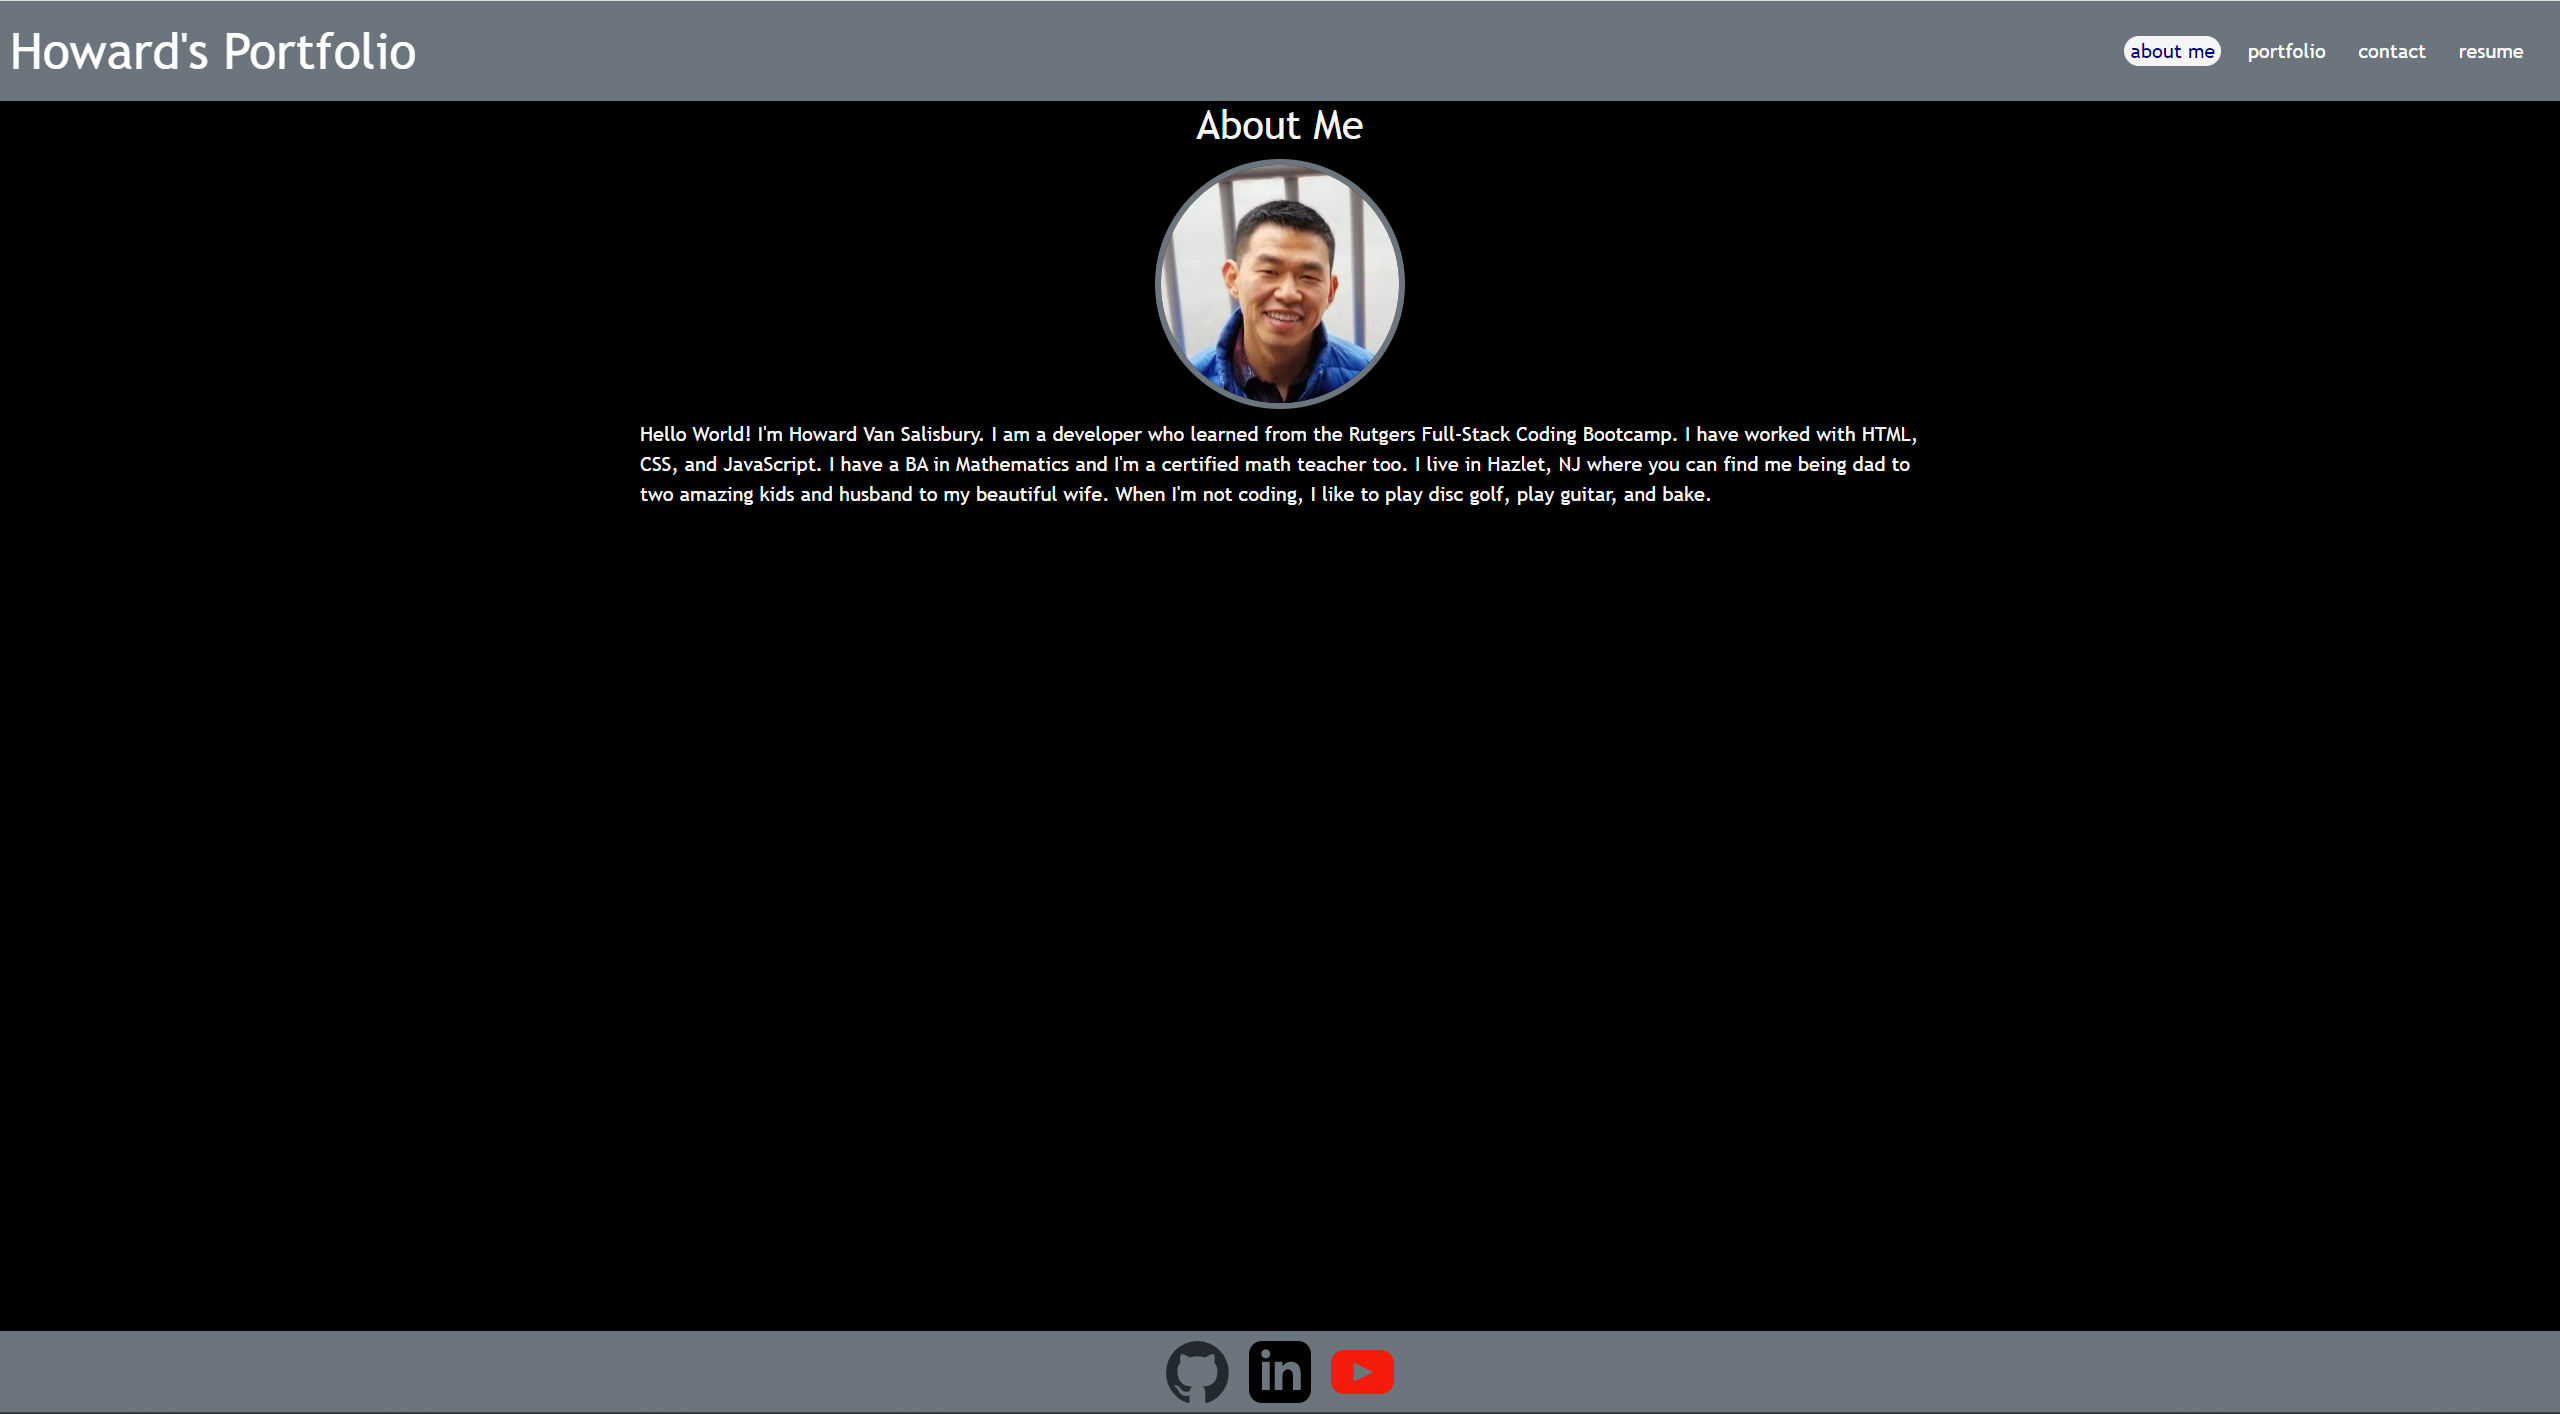 Howard's Portfolio
about me portfolio contact resume
About Me
Hello World! I'm Howard Van Salisbury. I am a developer who learned from the Rutgers Full-Stack Coding Bootcamp. I have worked with HTML,
CSS, and JavaScript. I have a BA in Mathematics and I'm a certified math teacher too. I live in Hazlet, NJ where you can find me being dad to
two amazing kids and husband to my beautiful wife. When I'm not coding, I like to play disc golf, play guitar, and bake.
in